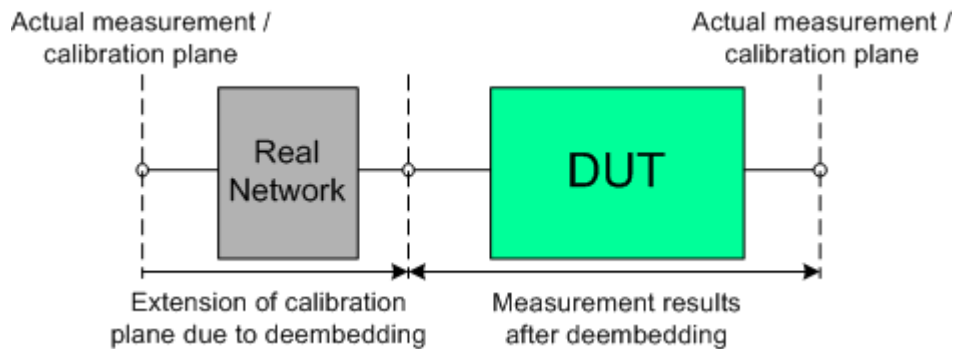 Actual measurement /
calibration plane
Actual measurement /
calibration plane
Real
Network
DUT
Extension of calibration
plane due to deembedding
Measurement results
after deembedding